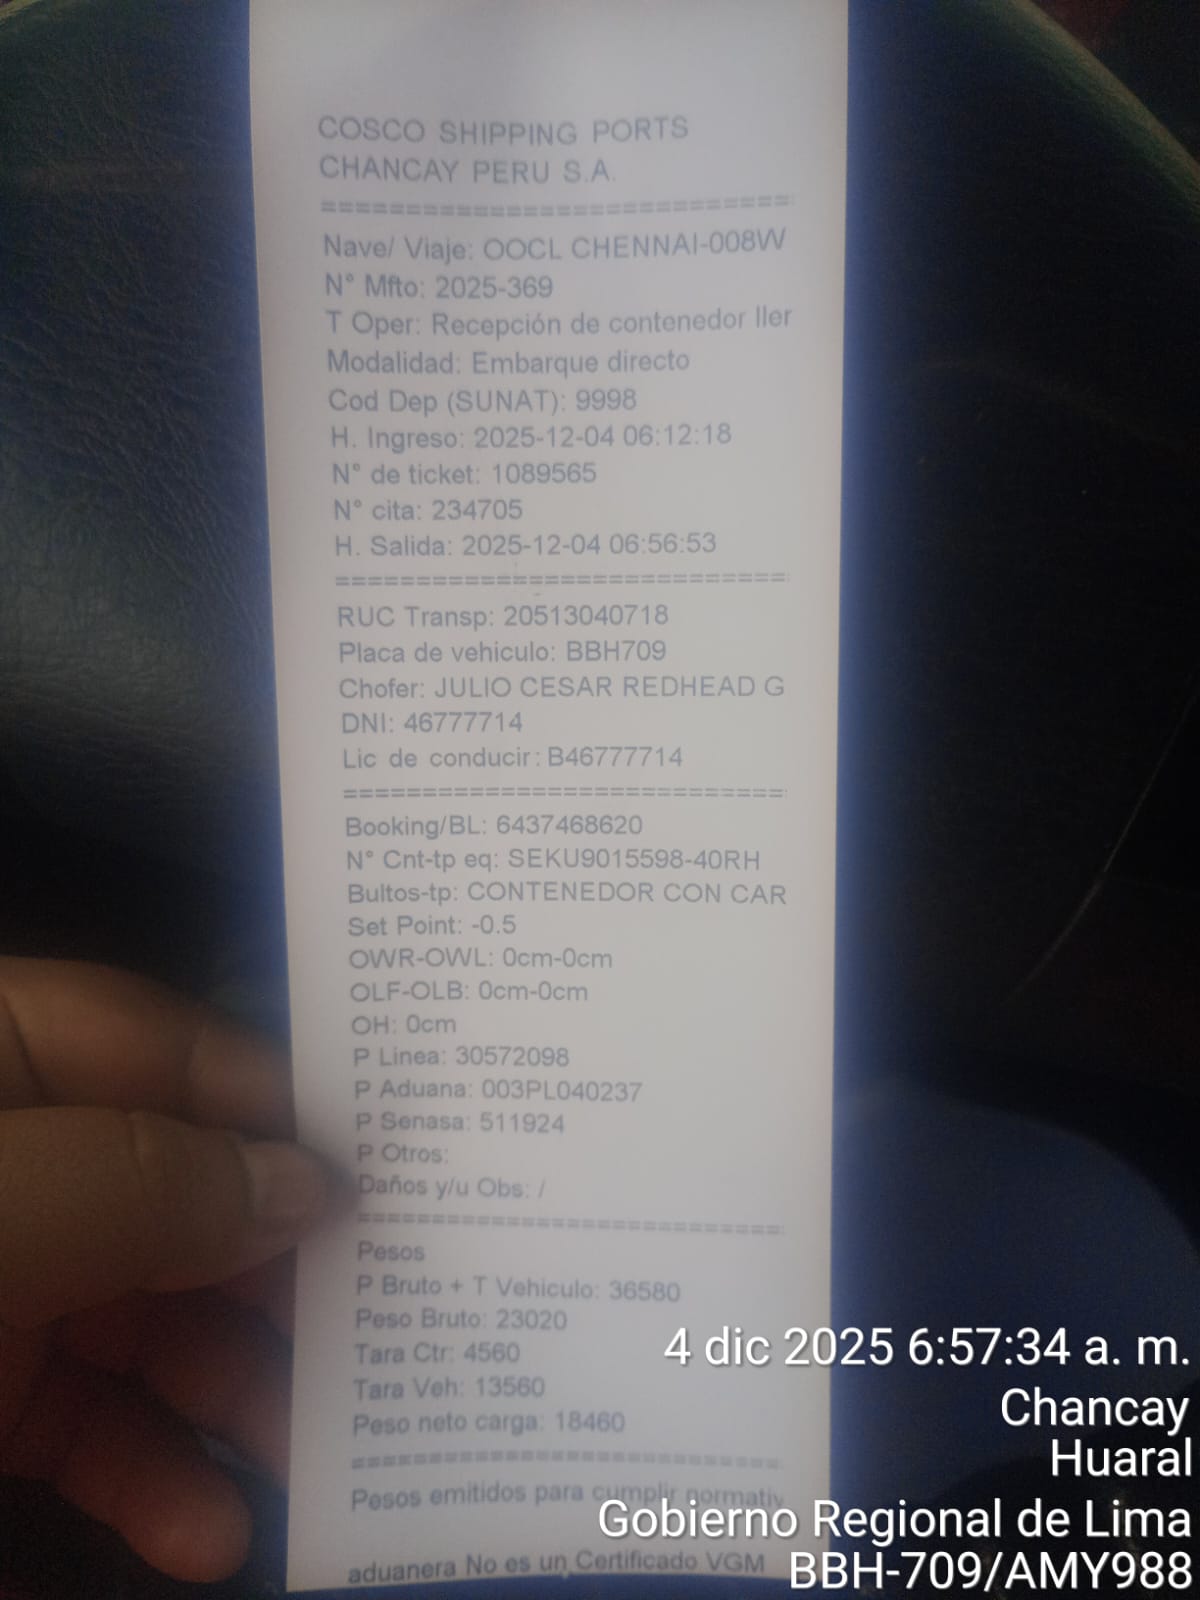 COSCO SHIPPING PORTS
CHANCAY PERU S.A.
============================
Nave/ Viaje: OOCL CHENNAI-008W
N° Mfto: 2025-369
T Oper: Recepción de contenedor ller
Modalidad: Embarque directo
Cod Dep (SUNAT): 9998
H. Ingreso: 2025-12-04 06:12:18
N° de ticket: 1089565
N° cita: 234705
H. Salida: 2025-12-04 06:56:53
============================
RUC Transp: 20513040718
Placa de vehiculo: BBH709
Chofer: JULIO CESAR REDHEAD G
DNI: 46777714
Lic de conducir: B46777714
============================
Booking/BL: 6437468620
N° Cnt-tp eq: SEKU9015598-40RH
Bultos-tp: CONTENEDOR CON CAR
Set Point: -0.5
OWR-OWL: 0cm-0cm
OLF-OLB: 0cm-0cm
OH: 0cm
P Linea: 30572098
P Aduana: 003PL040237
P Senasa: 511924
P Otros:
Daños y/u Obs: /
============================
Pesos
P Bruto + T Vehiculo: 36580
Peso Bruto: 23020
Tara Ctr: 4560
Tara Veh: 13560
Peso neto carga: 18460
============================
Pesos emitidos para cumplir normativ
aduanera No es un Certificado VGM
4 dic 2025 6:57:34 a. m.
Chancay
Huaral
Gobierno Regional de Lima
BBH-709/AMY988